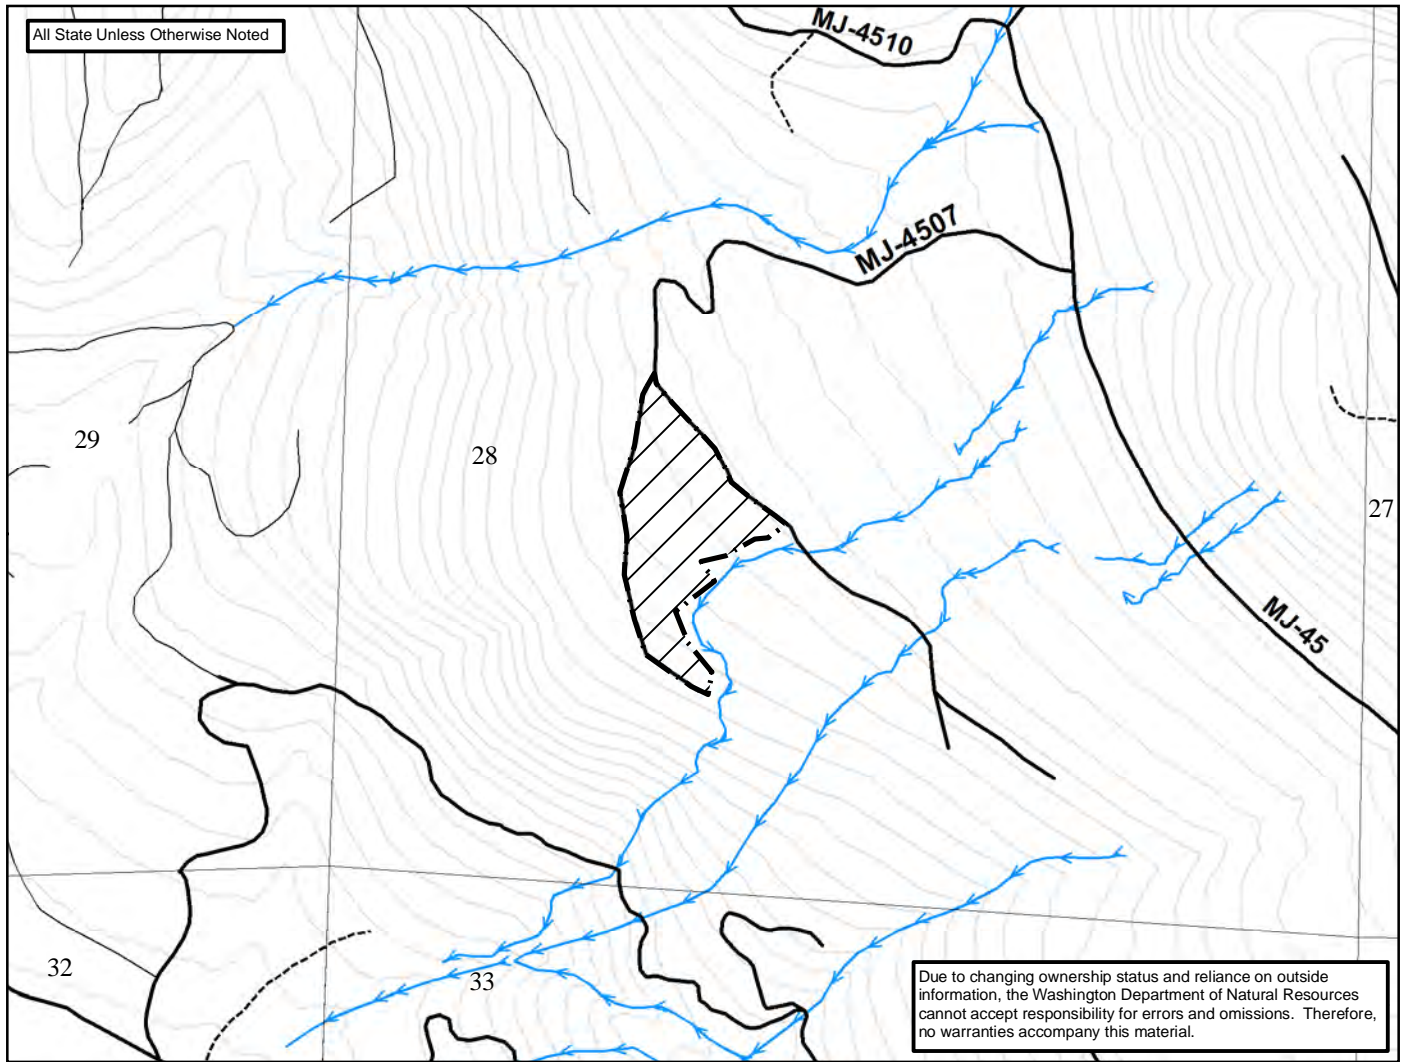 All State Unless Otherwise Noted
MJ-4510
MJ-4507
29
28
27
MJ-45
32
33
Due to changing ownership status and reliance on outside
information, the Washington Department of Natural Resources
cannot accept responsibility for errors and omissions. Therefore,
no warranties accompany this material.